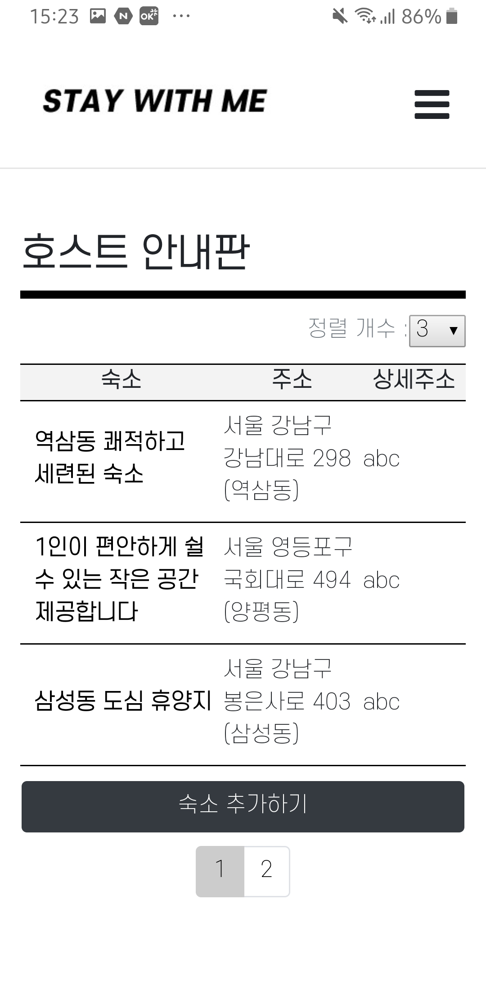 15:23 N OK ... 86%
STAY WITH ME
호스트 안내판
정렬 개수 : 3 ▼
숙소 주소 상세주소
역삼동 쾌적하고
세련된 숙소
서울 강남구
강남대로 298
(역삼동)
abc
1인이 편안하게 쉴
수 있는 작은 공간
제공합니다
서울 영등포구
국회대로 494
(양평동)
abc
삼성동 도심 휴양지
서울 강남구
봉은사로 403
(삼성동)
abc
숙소 추가하기
1 2